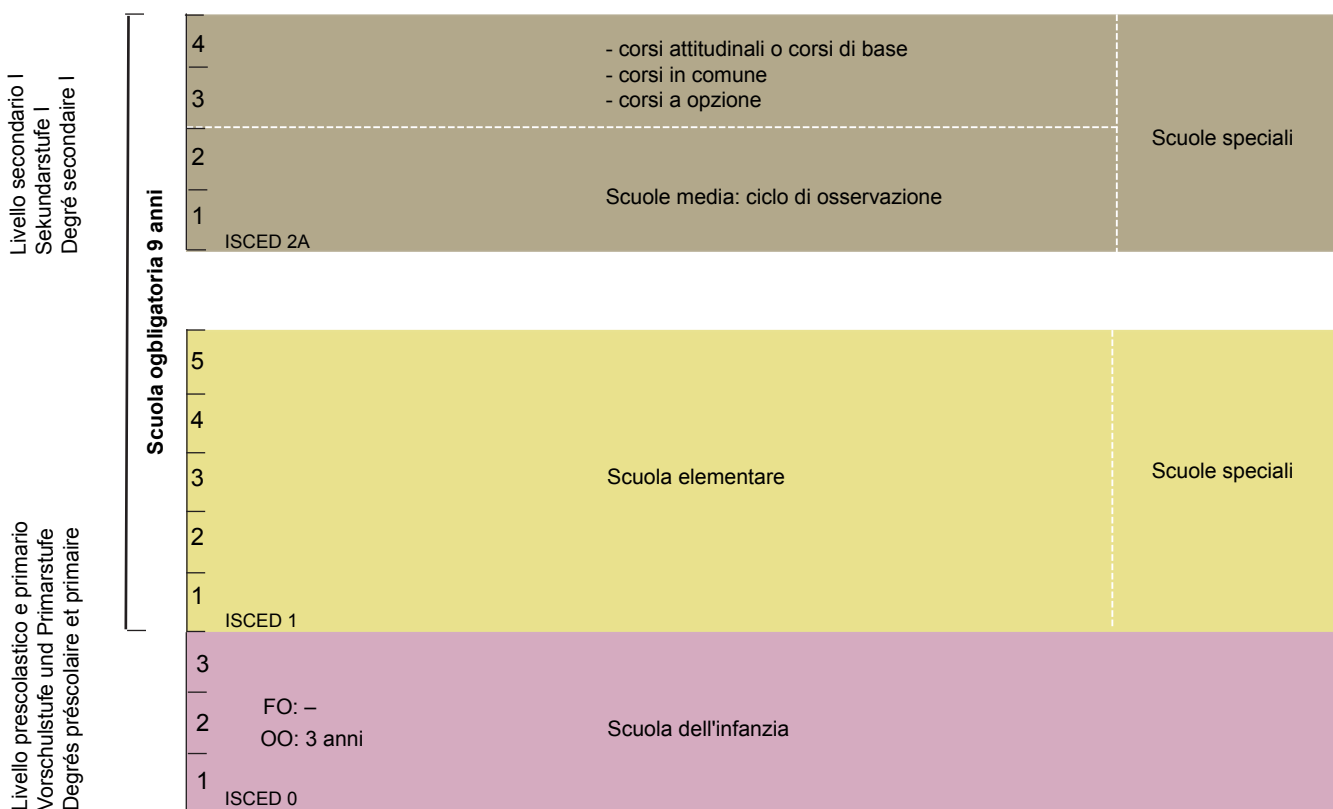 Livello secondario I
Sekundarstufe I
Degré secondaire I
Scuola ogbligatoria 9 anni
4
- corsi attitudinali o corsi di base
- corsi in comune
3
- corsi a opzione
2
Scuole speciali
Scuole media: ciclo di osservazione
1
ISCED 2A
5
4
3
Scuola elementare
Scuole speciali
2
1
ISCED 1
Livello prescolastico e primario
Vorschulstufe und Primarstufe
Degrés préscolaire et primaire
3
FO: –
2
Scuola dell'infanzia
OO: 3 anni
1
ISCED 0